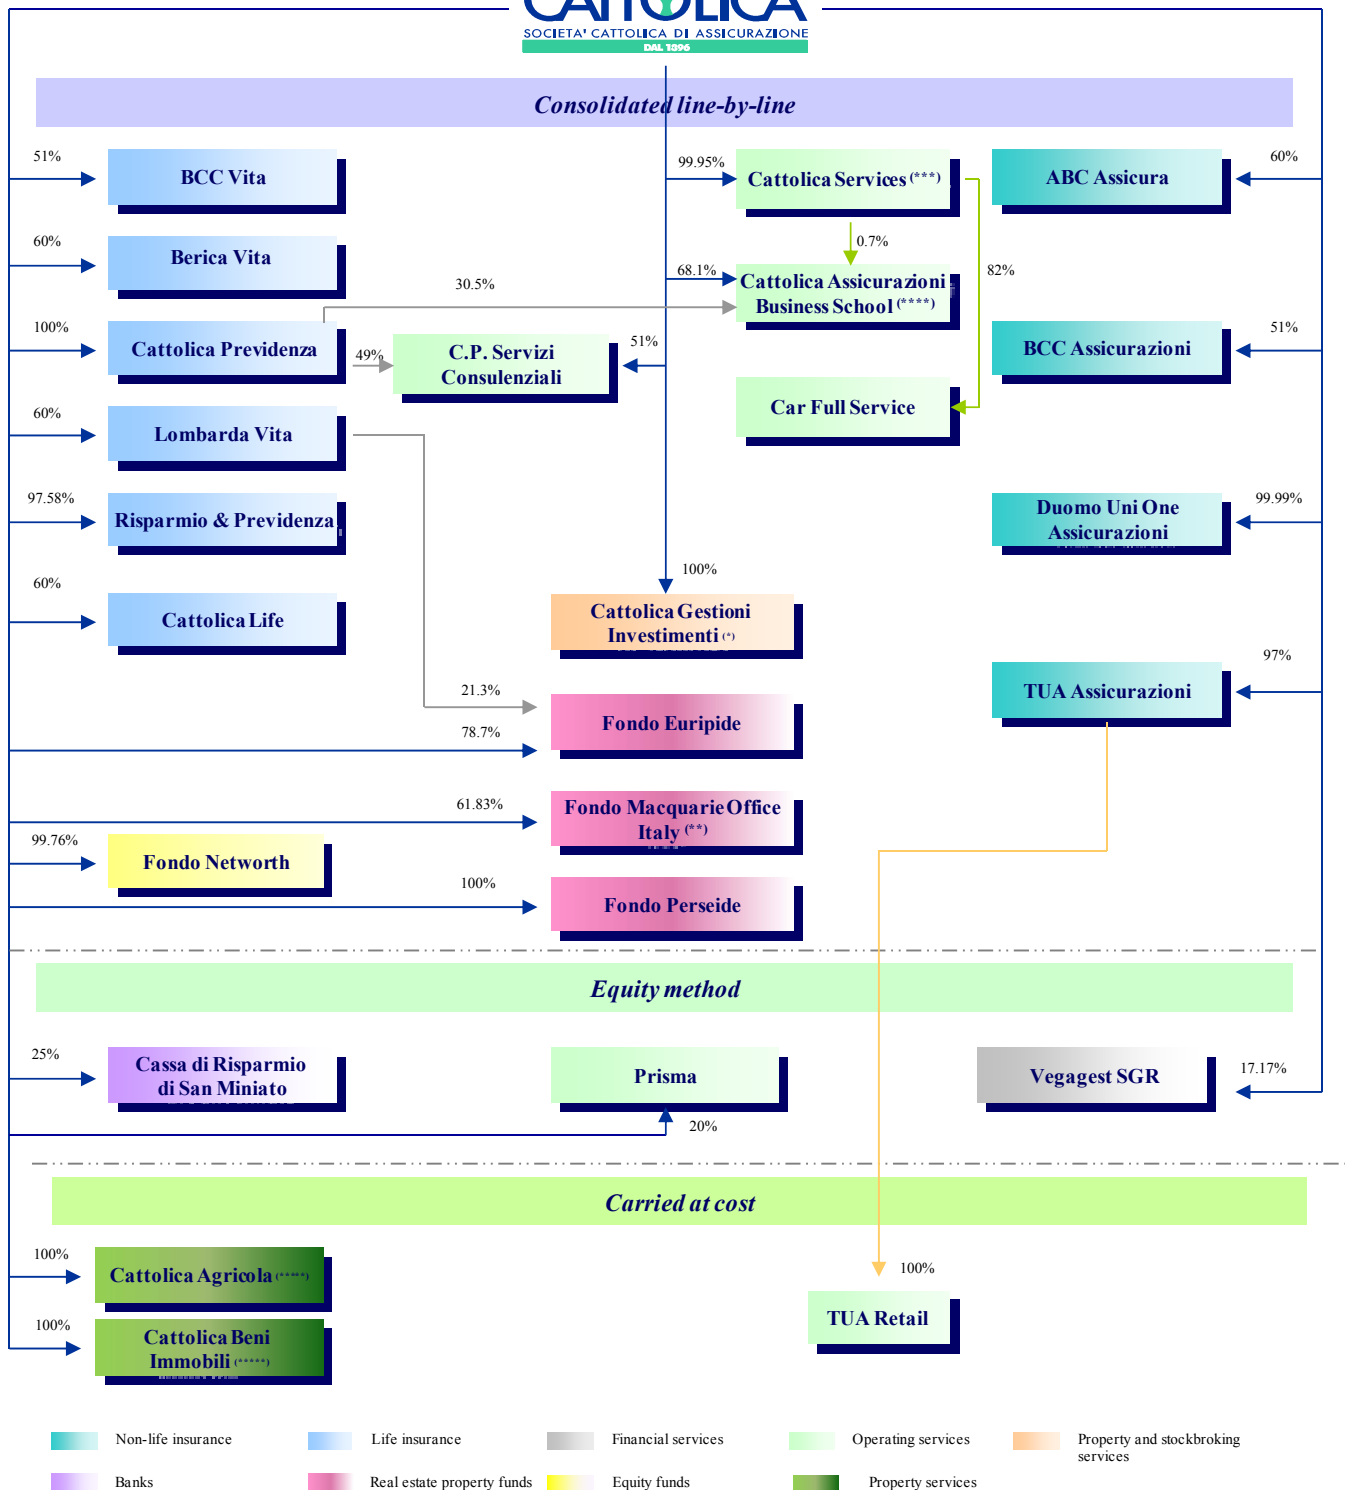 CATTOLICA
SOCIETA' CATTOLICA DI ASSICURAZIONE
DAL 1896
Consolidated line-by-line
51%
BCC Vita
99.95%
Cattolica Services (***)
ABC Assicura
60%
60%
Berica Vita
0.7%
68.1%
Cattolica Assicurazioni
Business School (****)
82%
30.5%
100%
Cattolica Previdenza
49%
C.P. Servizi
Consulenziali
51%
BCC Assicurazioni
51%
Car Full Service
60%
Lombarda Vita
97.58%
Risparmio & Previdenza
Duomo Uni One
Assicurazioni
99.99%
60%
Cattolica Life
100%
Cattolica Gestioni
Investimenti (*)
TUA Assicurazioni
97%
21.3%
Fondo Euripide
78.7%
61.83%
Fondo Macquarie Office
Italy (**)
99.76%
Fondo Networth
100%
Fondo Perseide
Equity method
25%
Cassa di Risparmio
di San Miniato
Prisma
20%
Vegagest SGR
17.17%
Carried at cost
100%
Cattolica Agricola (*****)
100%
TUA Retail
100%
Cattolica Beni
Immobili (*****)
Non-life insurance
Life insurance
Financial services
Operating services
Property and stockbroking
services
Banks
Real estate property funds
Equity funds
Property services